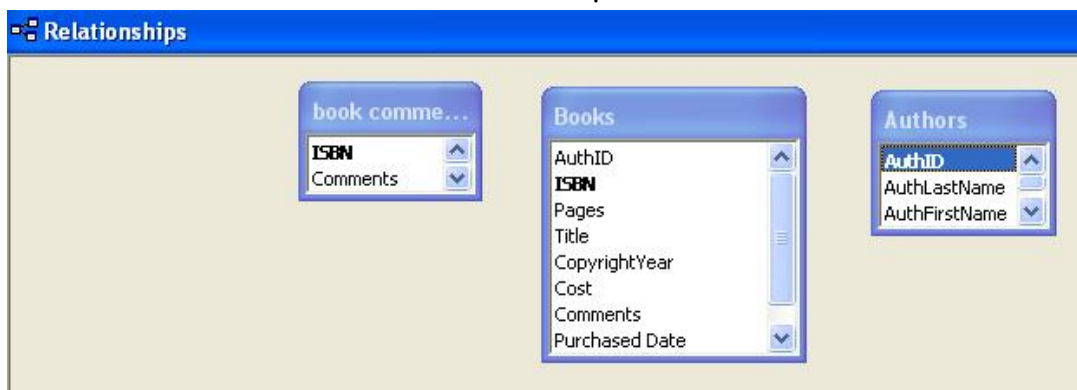 Relationships
book comme...
ISBN
Comments
Books
AuthID
ISBN
Pages
Title
CopyrightYear
Cost
Comments
Purchased Date
Authors
AuthID
AuthLastName
AuthFirstName